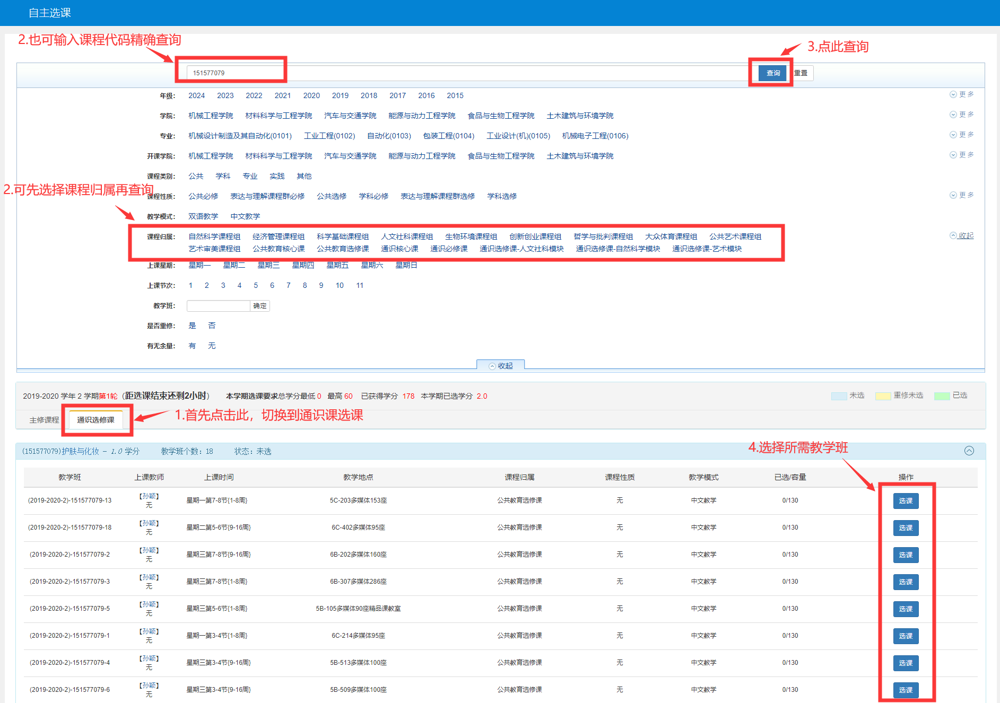 自主选课
2.也可输入课程代码精确查询
3.点此查询
151577079 查询 重置
年级： 2024 2023 2022 2021 2020 2019 2018 2017 2016 2015 更多
学院： 机械工程学院 材料科学与工程学院 汽车与交通学院 能源与动力工程学院 食品与生物工程学院 土木建筑与环境学院 更多
专业： 机械设计制造及其自动化(0101) 工业工程(0102) 自动化(0103) 包装工程(0104) 工业设计(机)(0105) 机械电子工程(0106) 更多
开课学院： 机械工程学院 材料科学与工程学院 汽车与交通学院 能源与动力工程学院 食品与生物工程学院 土木建筑与环境学院 更多
课程类别： 公共 学科 专业 实践 其他
2.可先选择课程归属再查询
课程性质： 公共必修 表达与理解课程群必修 公共选修 学科必修 表达与理解课程群选修 学科选修 更多
教学模式： 双语教学 中文教学
课程归属： 自然科学课程组 经济管理课程组 科学基础课程组 人文社科课程组 生物环境课程组 创新创业课程组 哲学与批判课程组 大众体育课程组 公共艺术课程组 收起
艺术审美课程组 公共教育核心课 公共教育选修课 通识核心课 通识必修课 通识选修课-人文社科模块 通识选修课-自然科学模块 通识选修课-艺术模块
上课星期： 星期一 星期二 星期三 星期四 星期五 星期六 星期日
上课节次： 1 2 3 4 5 6 7 8 9 10 11
教学班： 确定
是否重修： 是 否
有无余量： 有 无
收起
2019-2020 学年 2 学期第1轮（距选课结束还剩2小时） 本学期选课要求总学分最低 0 最高 60 已获得学分 178 本学期已选学分 2.0 未选 重修未选 已选
主修课程 通识选修课 1.首先点击此，切换到通识课选课
(151577079)护肤与化妆 - 1.0 学分 教学班个数：18 状态：未选
4.选择所需教学班
教学班 上课教师 上课时间 教学地点 课程归属 课程性质 教学模式 已选/容量 操作
(2019-2020-2)-151577079-13 【孙颖】 无 星期一第7-8节{1-8周} 5C-203多媒体153座 公共教育选修课 无 中文教学 0/130 选课
(2019-2020-2)-151577079-18 【孙颖】 无 星期二第5-6节{9-16周} 6C-402多媒体95座 公共教育选修课 无 中文教学 0/130 选课
(2019-2020-2)-151577079-2 【孙颖】 无 星期三第7-8节{9-16周} 6B-202多媒体160座 公共教育选修课 无 中文教学 0/130 选课
(2019-2020-2)-151577079-3 【孙颖】 无 星期三第7-8节{1-8周} 6B-307多媒体286座 公共教育选修课 无 中文教学 0/130 选课
(2019-2020-2)-151577079-5 【孙颖】 无 星期三第5-6节{1-8周} 5B-105多媒体90座精品课教室 公共教育选修课 无 中文教学 0/130 选课
(2019-2020-2)-151577079-1 【孙颖】 无 星期一第3-4节{1-8周} 6C-214多媒体95座 公共教育选修课 无 中文教学 0/130 选课
(2019-2020-2)-151577079-4 【孙颖】 无 星期三第3-4节{9-16周} 5B-513多媒体100座 公共教育选修课 无 中文教学 0/130 选课
(2019-2020-2)-151577079-6 【孙颖】 无 星期三第3-4节{9-16周} 5B-509多媒体100座 公共教育选修课 无 中文教学 0/130 选课